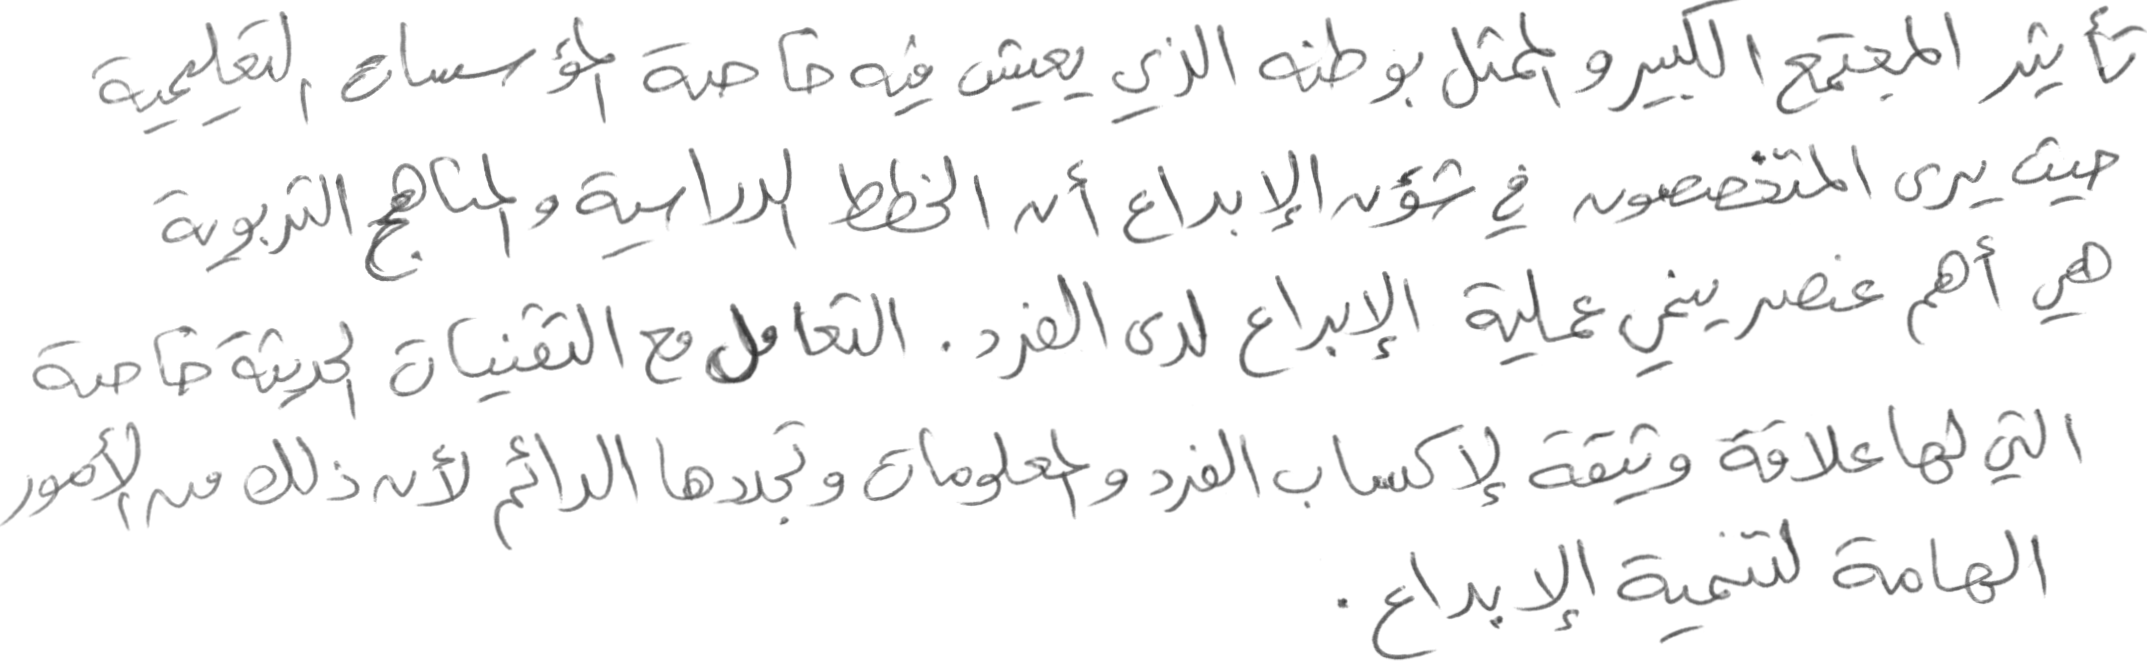 تأثير المجتمع الكبير والمتمثل بوطنه الذي يعيش فيه خاصة المؤسسات التعليمية
حيث يرى المتخصصون في شؤن الإبداع أن الخطط الدراسية والمناهج التربوية
هي أهم عنصر ينمي عملية الإبداع لدى الفرد. التعامل مع التقنيات الحديثة خاصة
التي لها علاقة وثيقة لإكساب الفرد والمعلومات وتجددها الدائم لأن ذلك من الأمور
الهامة لتنمية الإبداع.